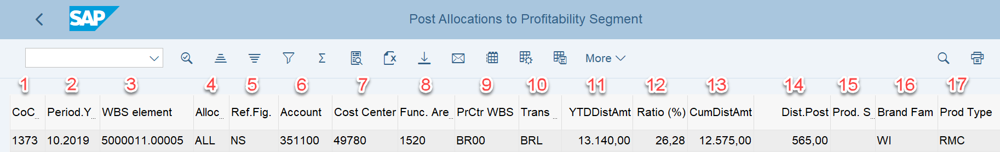 SAP
Post Allocations to Profitability Segment
More
1 2 3 4 5 6 7 8 9 10 11 12 13 14 15 16 17
CoC... Period.Y... WBS element Alloc... Ref.Fig. Account Cost Center Func. Are... PrCtr WBS Trans ... YTDDistAmt Ratio (%) CumDistAmt Dist.Post Prod. S... Brand Fam Prod Type
1373 10.2019 5000011.00005 ALL NS 351100 49780 1520 BR00 BRL 13.140,00 26,28 12.575,00 565,00 WI RMC